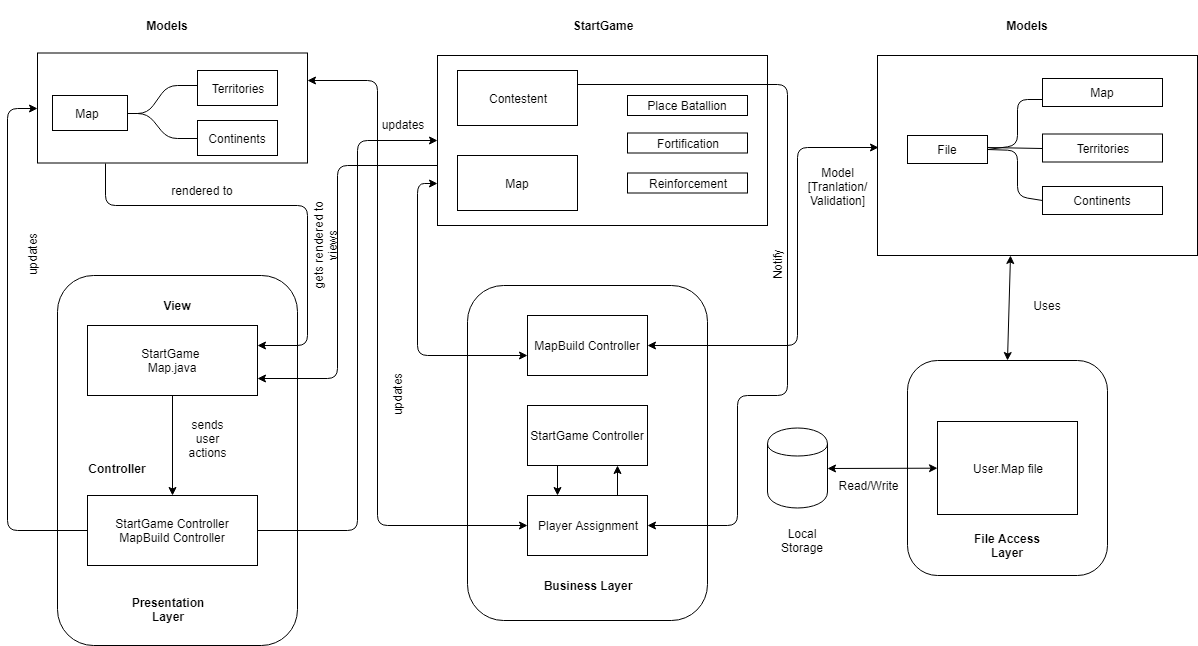 Models
StartGame
Models
Map
Territories
Continents
Contestent
Map
Place Batallion
Fortification
Reinforcement
File
Map
Territories
Continents
updates
rendered to
updates
gets rendered to
views
updates
Notify
Model
[Tranlation/
Validation]
Uses
View
StartGame
Map.java
sends
user
actions
Controller
StartGame Controller
MapBuild Controller
Presentation
Layer
MapBuild Controller
StartGame Controller
Player Assignment
Business Layer
Read/Write
Local
Storage
User.Map file
File Access
Layer